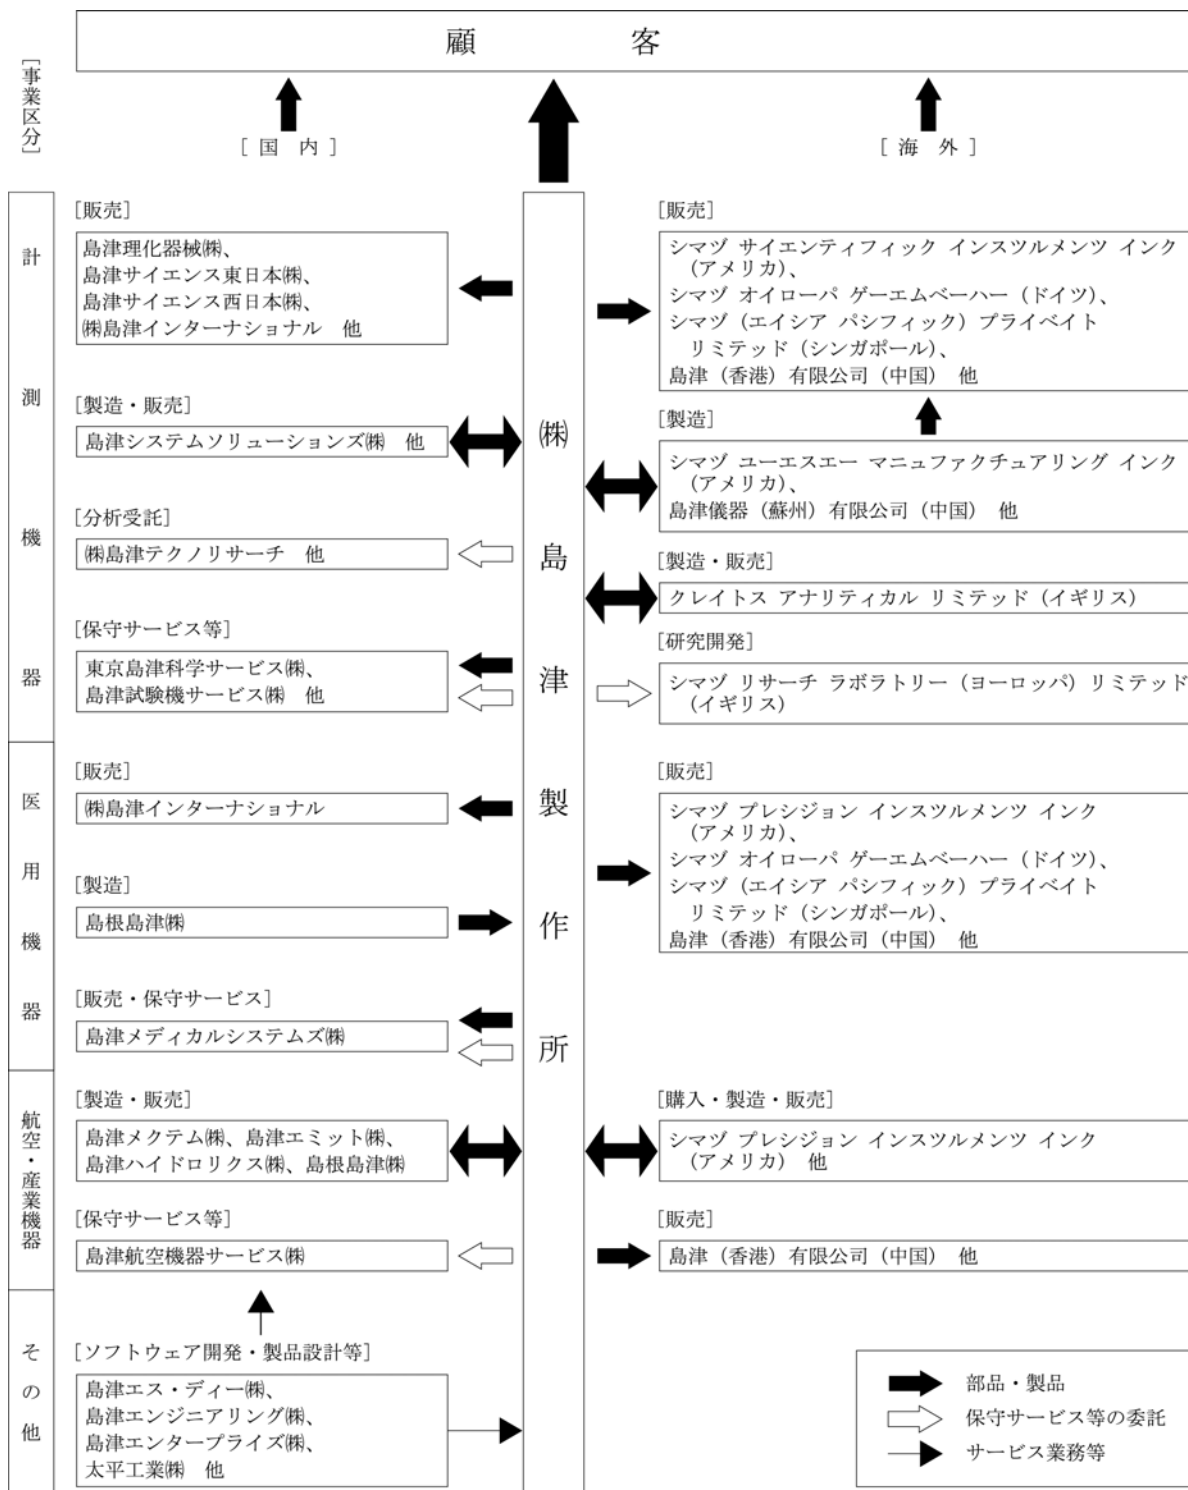 顧客
[事業区分]
[国内]
[海外]
計測機器
[販売]
島津理化器械㈱、
島津サイエンス東日本㈱、
島津サイエンス西日本㈱、
㈱島津インターナショナル 他
[製造・販売]
島津システムソリューションズ㈱ 他
[分析受託]
㈱島津テクノリサーチ 他
[保守サービス等]
東京島津科学サービス㈱、
島津試験機サービス㈱ 他
医用機器
[販売]
㈱島津インターナショナル
[製造]
島根島津㈱
[販売・保守サービス]
島津メディカルシステムズ㈱
航空・産業機器
[製造・販売]
島津メクテム㈱、島津エミット㈱、
島津ハイドロリクス㈱、島根島津㈱
[保守サービス等]
島津航空機器サービス㈱
その他
[ソフトウェア開発・製品設計等]
島津エス・ディー㈱、
島津エンジニアリング㈱、
島津エンタープライズ㈱、
太平工業㈱ 他
㈱島津製作所
[販売]
シマヅ サイエンティフィック インスツルメンツ インク
(アメリカ)、
シマヅ オイローパ ゲーエムベーハー (ドイツ)、
シマヅ (エイシア パシフィック) プライベイト
リミテッド (シンガポール)、
島津 (香港) 有限公司 (中国) 他
[製造]
シマヅ ユーエスエー マニュファクチュアリング インク
(アメリカ)、
島津儀器 (蘇州) 有限公司 (中国) 他
[製造・販売]
クレイトス アナリティカル リミテッド (イギリス)
[研究開発]
シマヅ リサーチ ラボラトリー (ヨーロッパ) リミテッド
(イギリス)
[販売]
シマヅ プレシジョン インスツルメンツ インク
(アメリカ)、
シマヅ オイローパ ゲーエムベーハー (ドイツ)、
シマヅ (エイシア パシフィック) プライベイト
リミテッド (シンガポール)、
島津 (香港) 有限公司 (中国) 他
[購入・製造・販売]
シマヅ プレシジョン インスツルメンツ インク
(アメリカ) 他
[販売]
島津 (香港) 有限公司 (中国) 他
部品・製品
保守サービス等の委託
サービス業務等